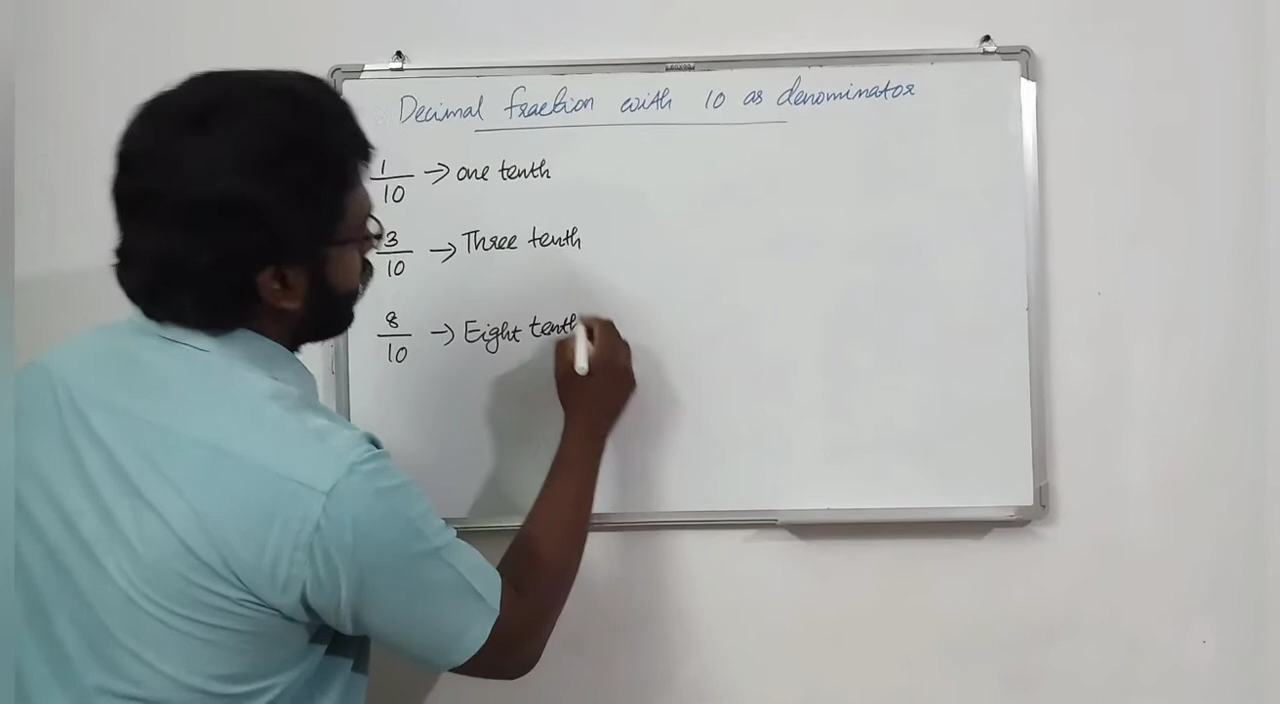 Decimal fraction with 10 as denominator
1/10 → one tenth
3/10 → Three tenth
8/10 → Eight tenth